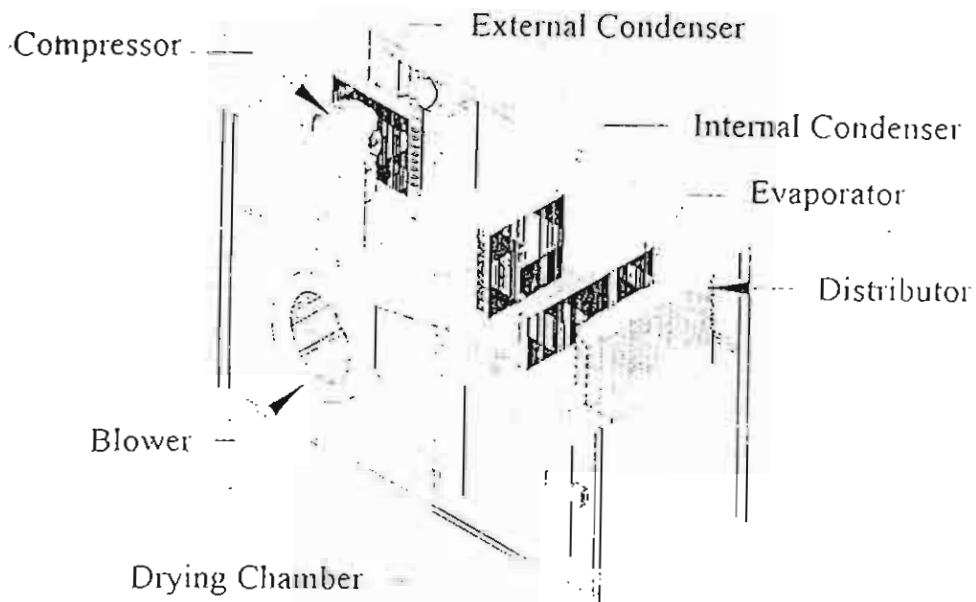 External Condenser
Compressor
Internal Condenser
Evaporator
Distributor
Blower
Drying Chamber